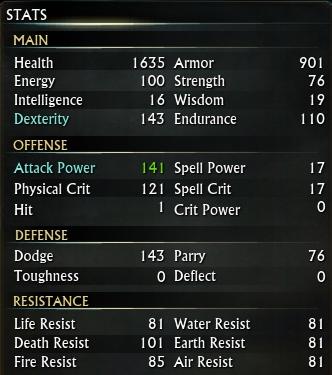 STATS
MAIN
Health 1635 Armor 901
Energy 100 Strength 76
Intelligence 16 Wisdom 19
Dexterity 143 Endurance 110
OFFENSE
Attack Power 141 Spell Power 17
Physical Crit 121 Spell Crit 17
Hit 1 Crit Power 0
DEFENSE
Dodge 143 Parry 76
Toughness 0 Deflect 0
RESISTANCE
Life Resist 81 Water Resist 81
Death Resist 101 Earth Resist 81
Fire Resist 85 Air Resist 81